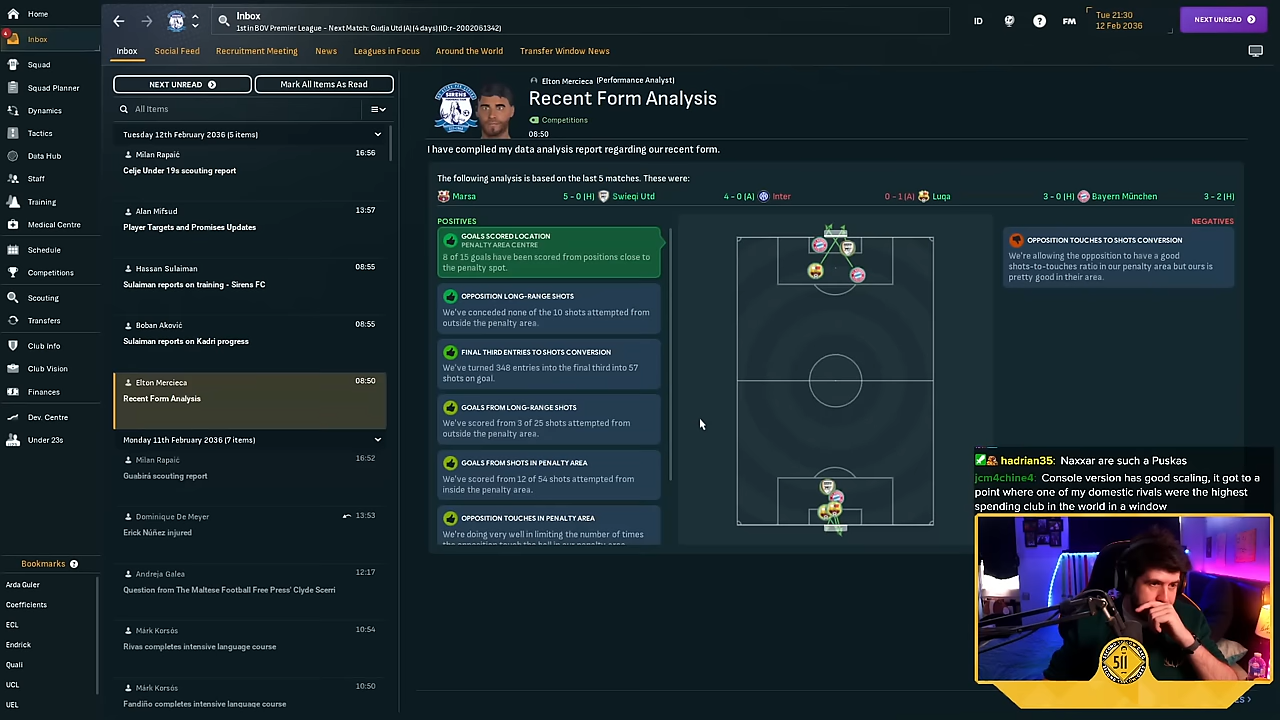 Home
4
Inbox
Squad
Squad Planner
Dynamics
Tactics
Data Hub
Staff
Training
Medical Centre
Schedule
Competitions
Scouting
Transfers
Club Info
Club Vision
Finances
Dev. Centre
Under 23s
Bookmarks ?
Arda Guler
Coefficients
ECL
Endrick
Quali
UCL
UEL
Inbox
1st in BOV Premier League - Next Match: Gudja Utd (A) (4 days) (ID:r-2002061342)
ID
?
FM
Tue 21:30
12 Feb 2036
NEXT UNREAD
Inbox Social Feed Recruitment Meeting News Leagues in Focus Around the World Transfer Window News
NEXT UNREAD Mark All Items As Read
All Items
Tuesday 12th February 2036 (5 items)
Milan Rapaić 16:56
Celje Under 19s scouting report
Alan Mifsud 13:57
Player Targets and Promises Updates
Hassan Sulaiman 08:55
Sulaiman reports on training - Sirens FC
Boban Aković 08:55
Sulaiman reports on Kadri progress
Elton Mercieca 08:50
Recent Form Analysis
Monday 11th February 2036 (7 items)
Milan Rapaić 16:52
Guabirá scouting report
Dominique De Meyer 13:53
Erick Núñez injured
Andreja Galea 12:17
Question from The Maltese Football Free Press' Clyde Scerri
Márk Korsós 10:54
Rivas completes intensive language course
Márk Korsós 10:50
Fandiño completes intensive language course
SIRENS
Elton Mercieca (Performance Analyst)
Recent Form Analysis
Competitions
08:50
I have compiled my data analysis report regarding our recent form.
The following analysis is based on the last 5 matches. These were:
Marsa 5 - 0 (H) Swieqi Utd 4 - 0 (A) Inter 0 - 1 (A) Luqa 3 - 0 (H) Bayern München 3 - 2 (H)
POSITIVES
GOALS SCORED LOCATION
PENALTY AREA CENTRE
8 of 15 goals have been scored from positions close to
the penalty spot.
OPPOSITION LONG-RANGE SHOTS
We've conceded none of the 10 shots attempted from
outside the penalty area.
FINAL THIRD ENTRIES TO SHOTS CONVERSION
We've turned 348 entries into the final third into 57
shots on goal.
GOALS FROM LONG-RANGE SHOTS
We've scored from 3 of 25 shots attempted from
outside the penalty area.
GOALS FROM SHOTS IN PENALTY AREA
We've scored from 12 of 54 shots attempted from
inside the penalty area.
OPPOSITION TOUCHES IN PENALTY AREA
We're doing very well in limiting the number of times
NEGATIVES
OPPOSITION TOUCHES TO SHOTS CONVERSION
We're allowing the opposition to have a good
shots-to-touches ratio in our penalty area but ours is
pretty good in their area.
hadrian35: Naxxar are such a Puskas
jcm4chine4: Console version has good scaling, it got to a
point where one of my domestic rivals were the highest
spending club in the world in a window
511